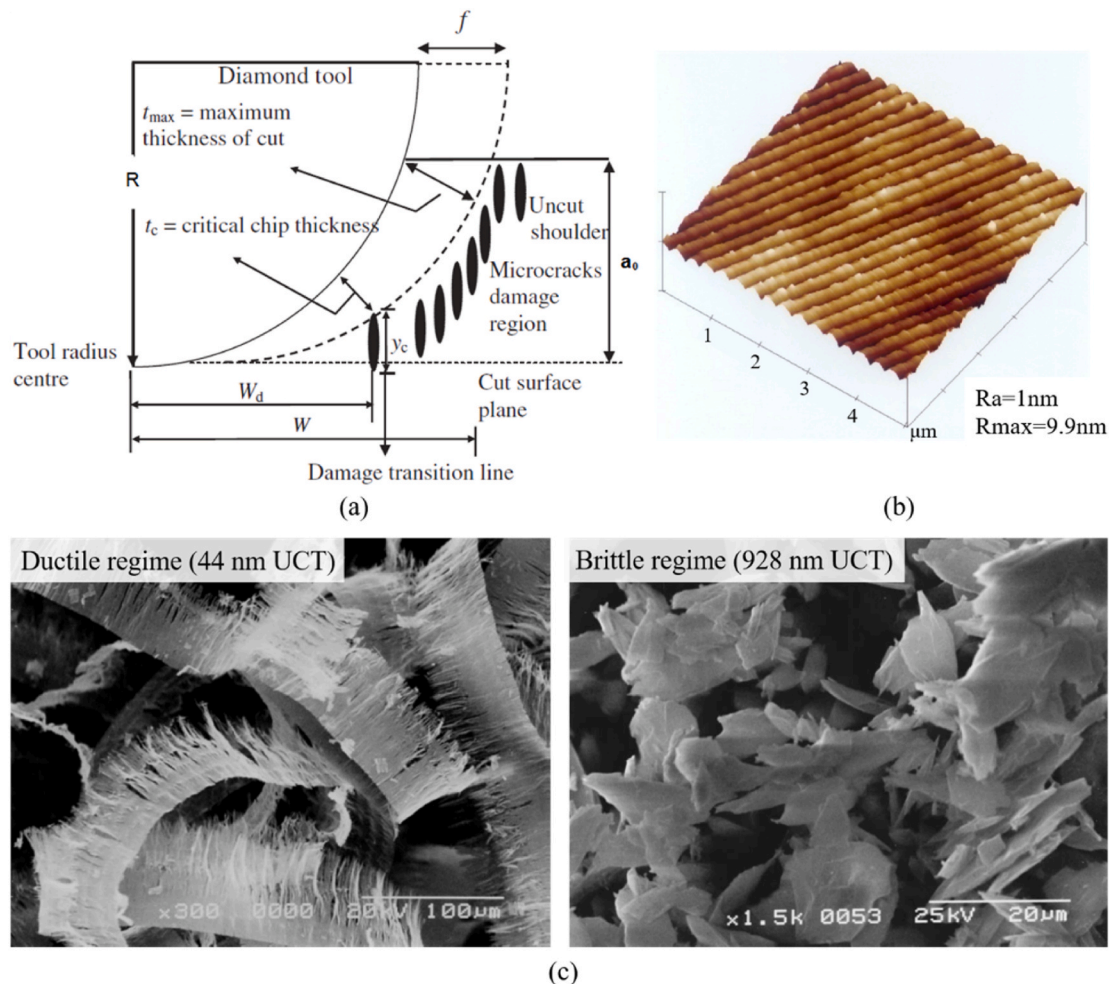 f
Diamond tool
tmax = maximum
thickness of cut
R
tc = critical chip thickness
Uncut
shoulder
a0
Microcracks
damage
region
yc
Tool radius
centre
Wd
Cut surface
plane
W
Damage transition line
(a)
1
2
3
4
μm
Ra=1nm
Rmax=9.9nm
(b)
Ductile regime (44 nm UCT)
x300 0000 20kV 100μm
Brittle regime (928 nm UCT)
x1.5k 0053 25kV 20μm
(c)